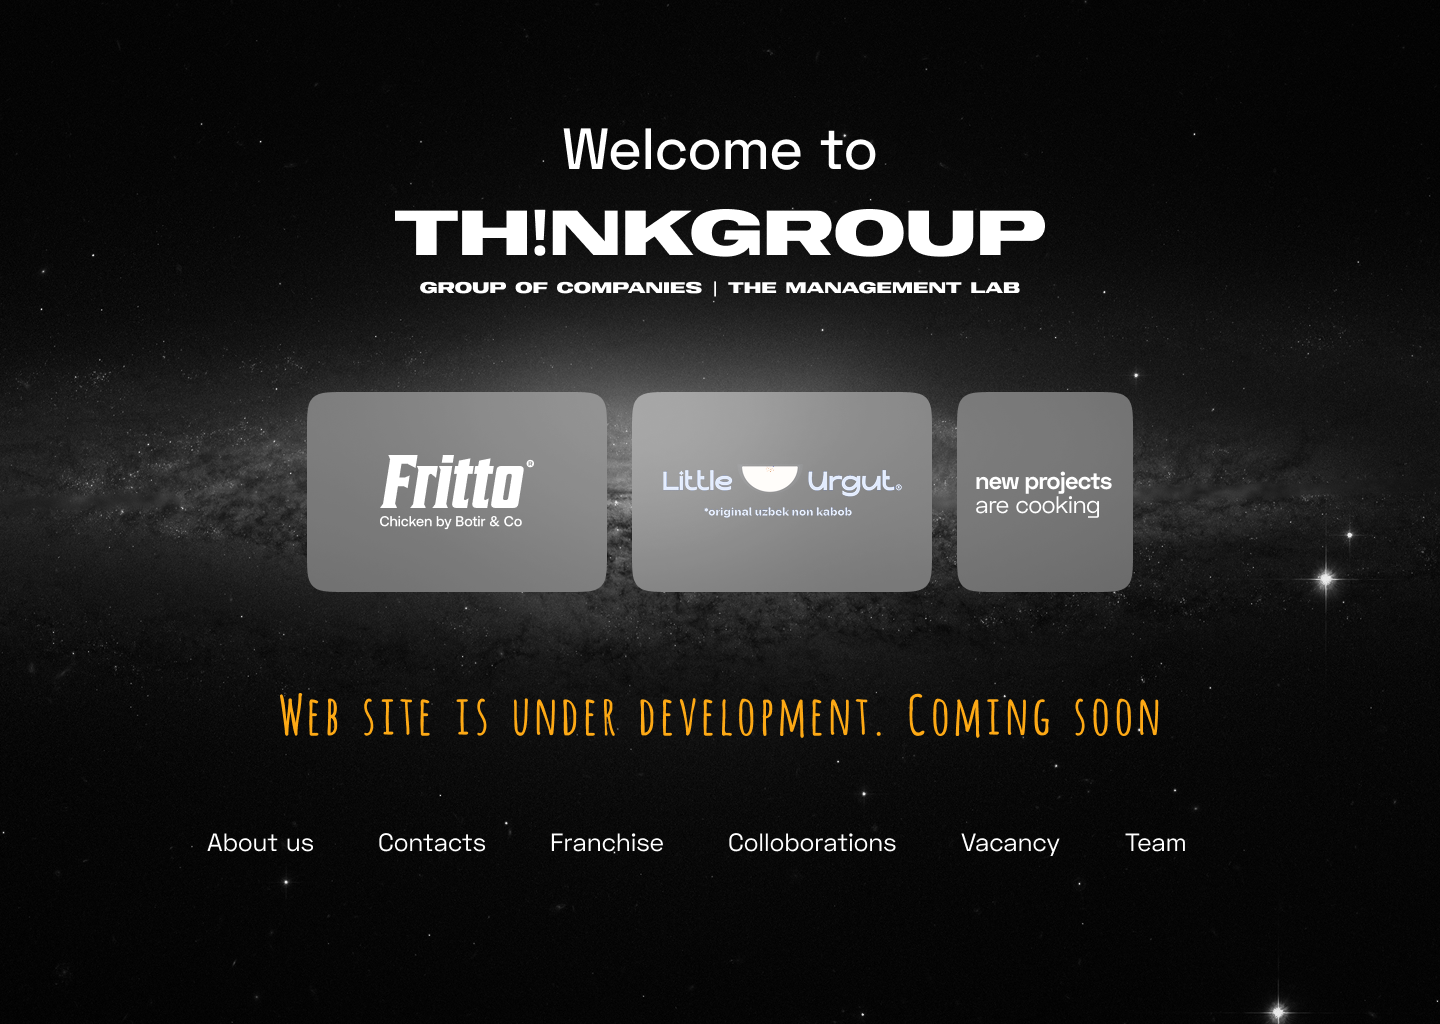 Welcome to
TH!NKGROUP
GROUP OF COMPANIES | THE MANAGEMENT LAB
Fritto®
Chicken by Botir & Co
Little Urgut®
*original uzbek non kabob
new projects
are cooking
Web site is under development. Coming soon
About us Contacts Franchise Colloborations Vacancy Team